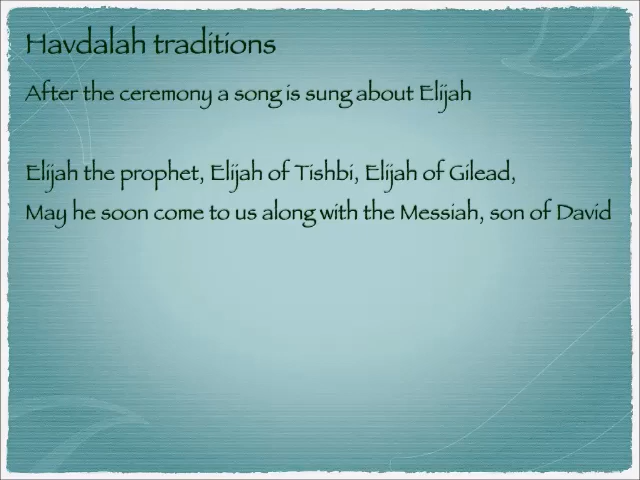 Havdalah traditions
After the ceremony a song is sung about Elijah
Elijah the prophet, Elijah of Tishbi, Elijah of Gilead,
May he soon come to us along with the Messiah, son of David